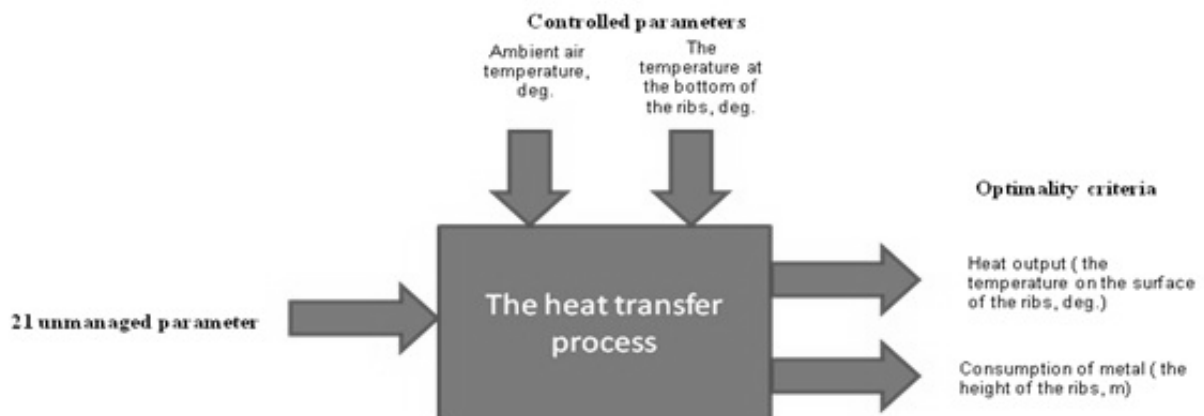 Controlled parameters
Ambient air
temperature,
deg.
The
temperature at
the bottom of
the ribs, deg.
Optimality criteria
21 unmanaged parameter
The heat transfer
process
Heat output ( the
temperature on the surface
of the ribs, deg.)
Consumption of metal ( the
height of the ribs, m)